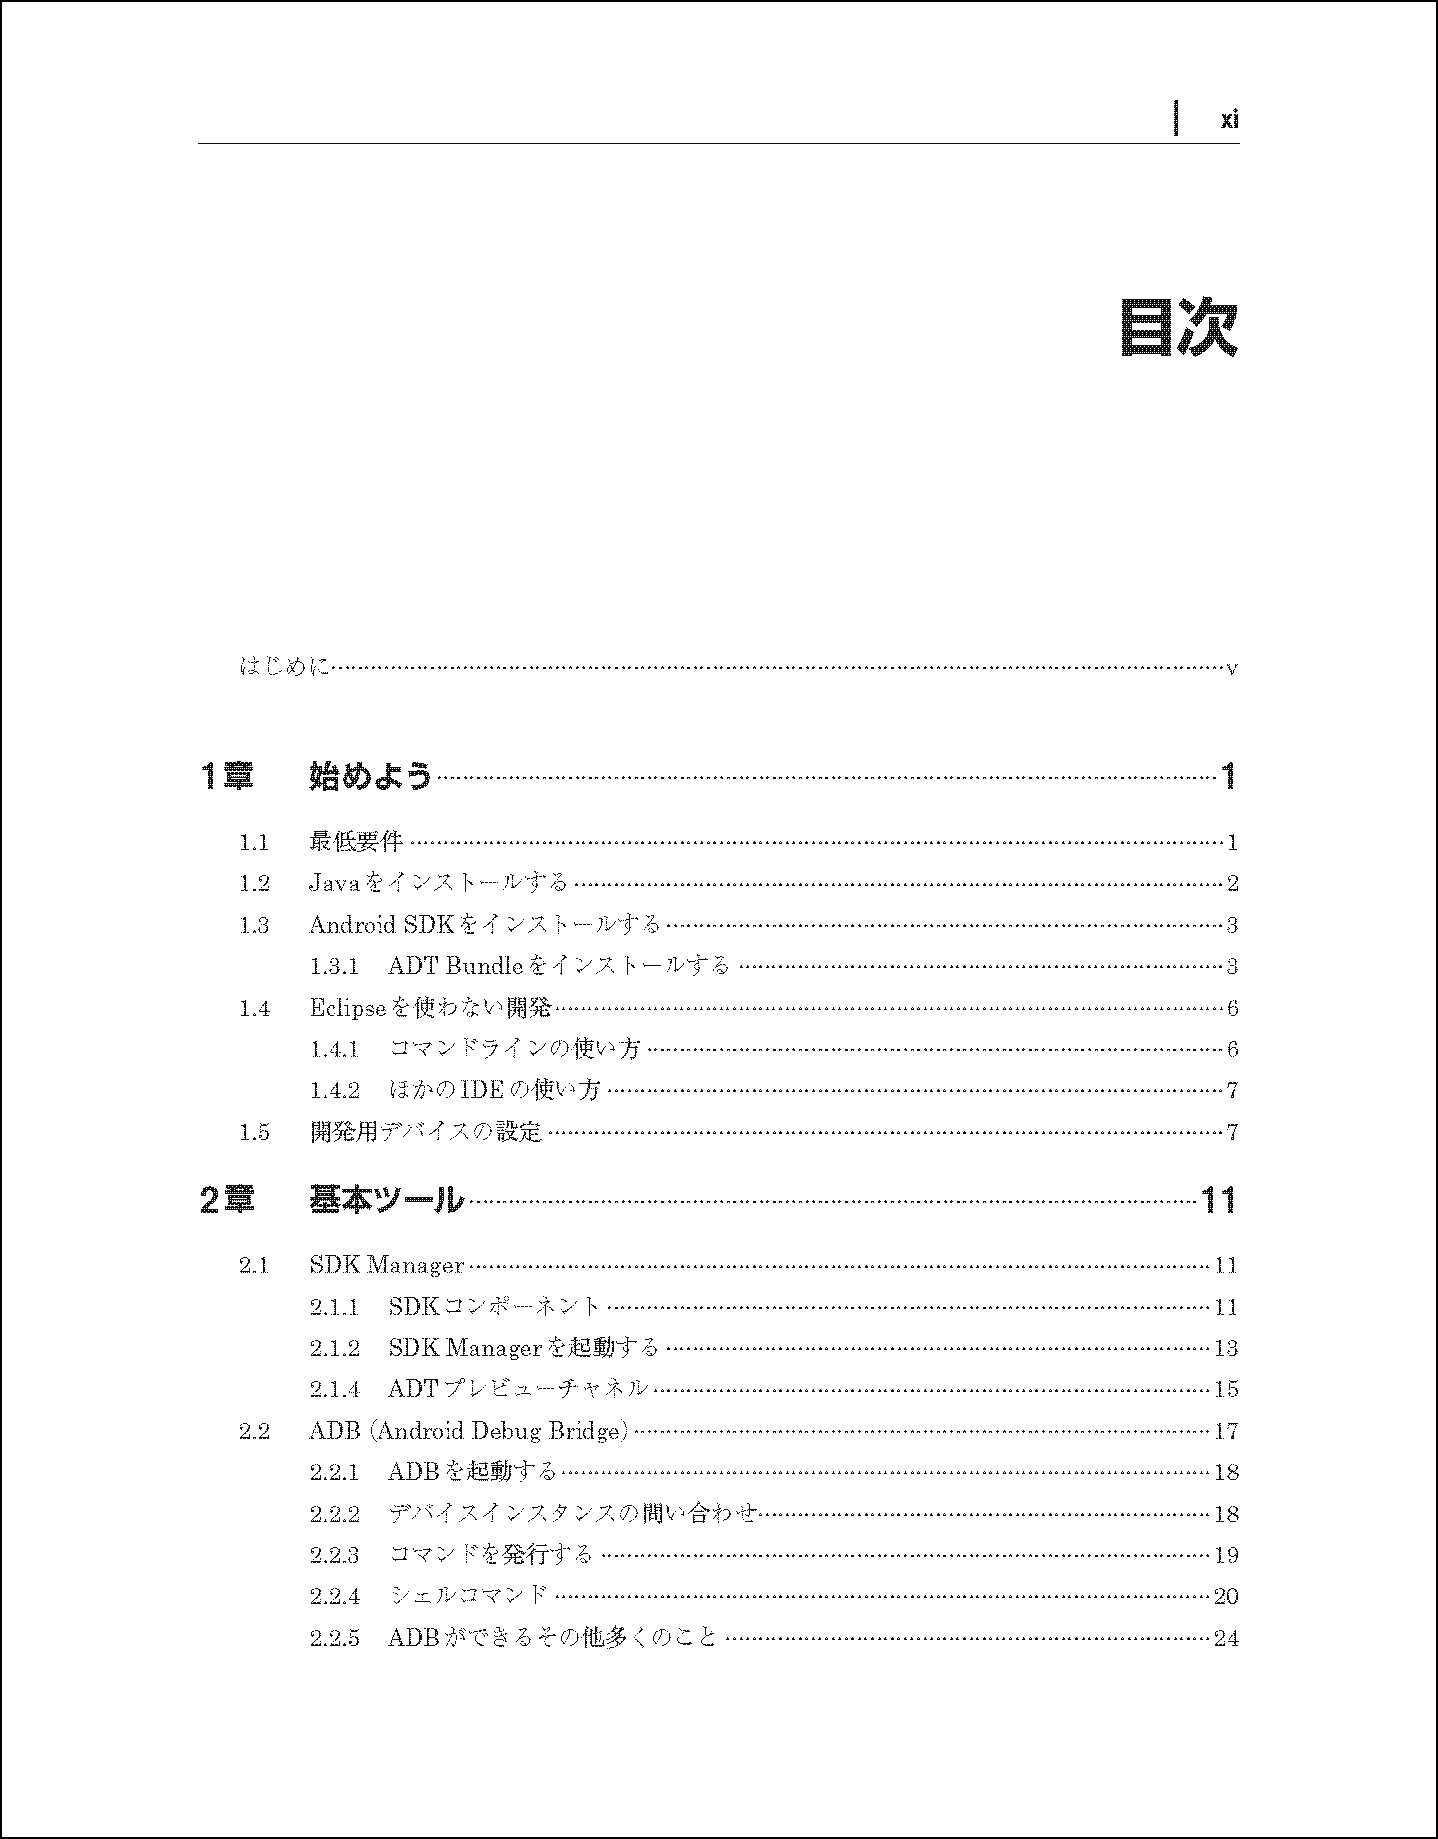 xi
目次
はじめに……………………………………………………………………v
1章 始めよう……………………………………………………………………1
1.1 最低要件……………………………………………………………………1
1.2 Javaをインストールする……………………………………………………………………2
1.3 Android SDKをインストールする……………………………………………………………………3
1.3.1 ADT Bundleをインストールする……………………………………………………………………3
1.4 Eclipseを使わない開発……………………………………………………………………6
1.4.1 コマンドラインの使い方……………………………………………………………………6
1.4.2 ほかのIDEの使い方……………………………………………………………………7
1.5 開発用デバイスの設定……………………………………………………………………7
2章 基本ツール……………………………………………………………………11
2.1 SDK Manager……………………………………………………………………11
2.1.1 SDKコンポーネント……………………………………………………………………11
2.1.2 SDK Managerを起動する……………………………………………………………………13
2.1.4 ADTプレビューチャネル……………………………………………………………………15
2.2 ADB（Android Debug Bridge）……………………………………………………………………17
2.2.1 ADBを起動する……………………………………………………………………18
2.2.2 デバイスインスタンスの問い合わせ……………………………………………………………………18
2.2.3 コマンドを発行する……………………………………………………………………19
2.2.4 シェルコマンド……………………………………………………………………20
2.2.5 ADBができるその他多くのこと……………………………………………………………………24